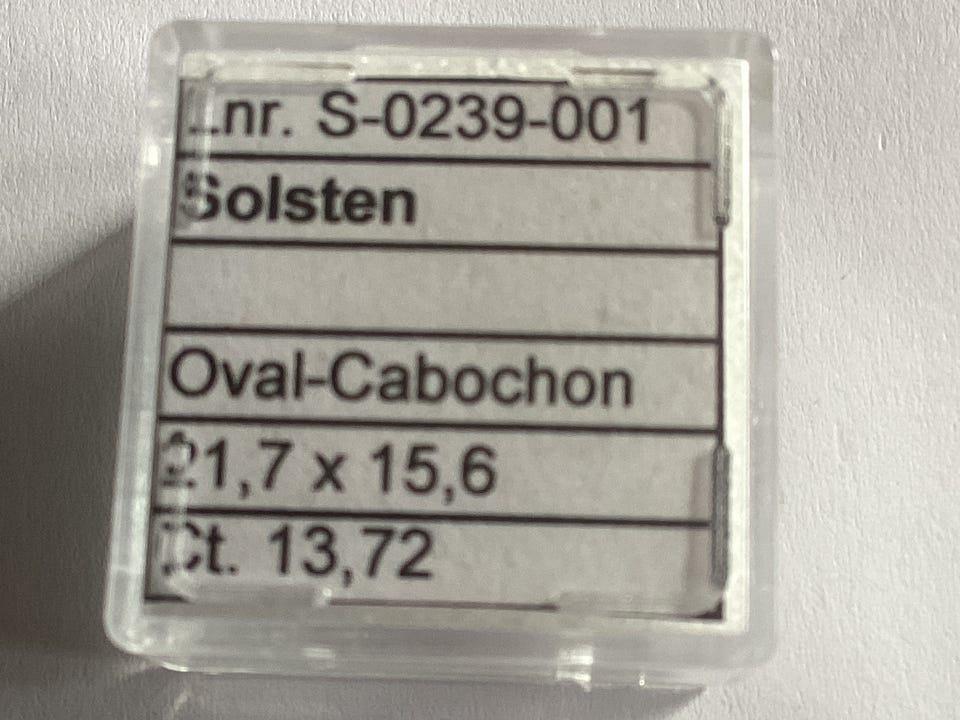 Lnr. S-0239-001
Solsten
Oval-Cabochon
21,7 x 15,6
Ct. 13,72